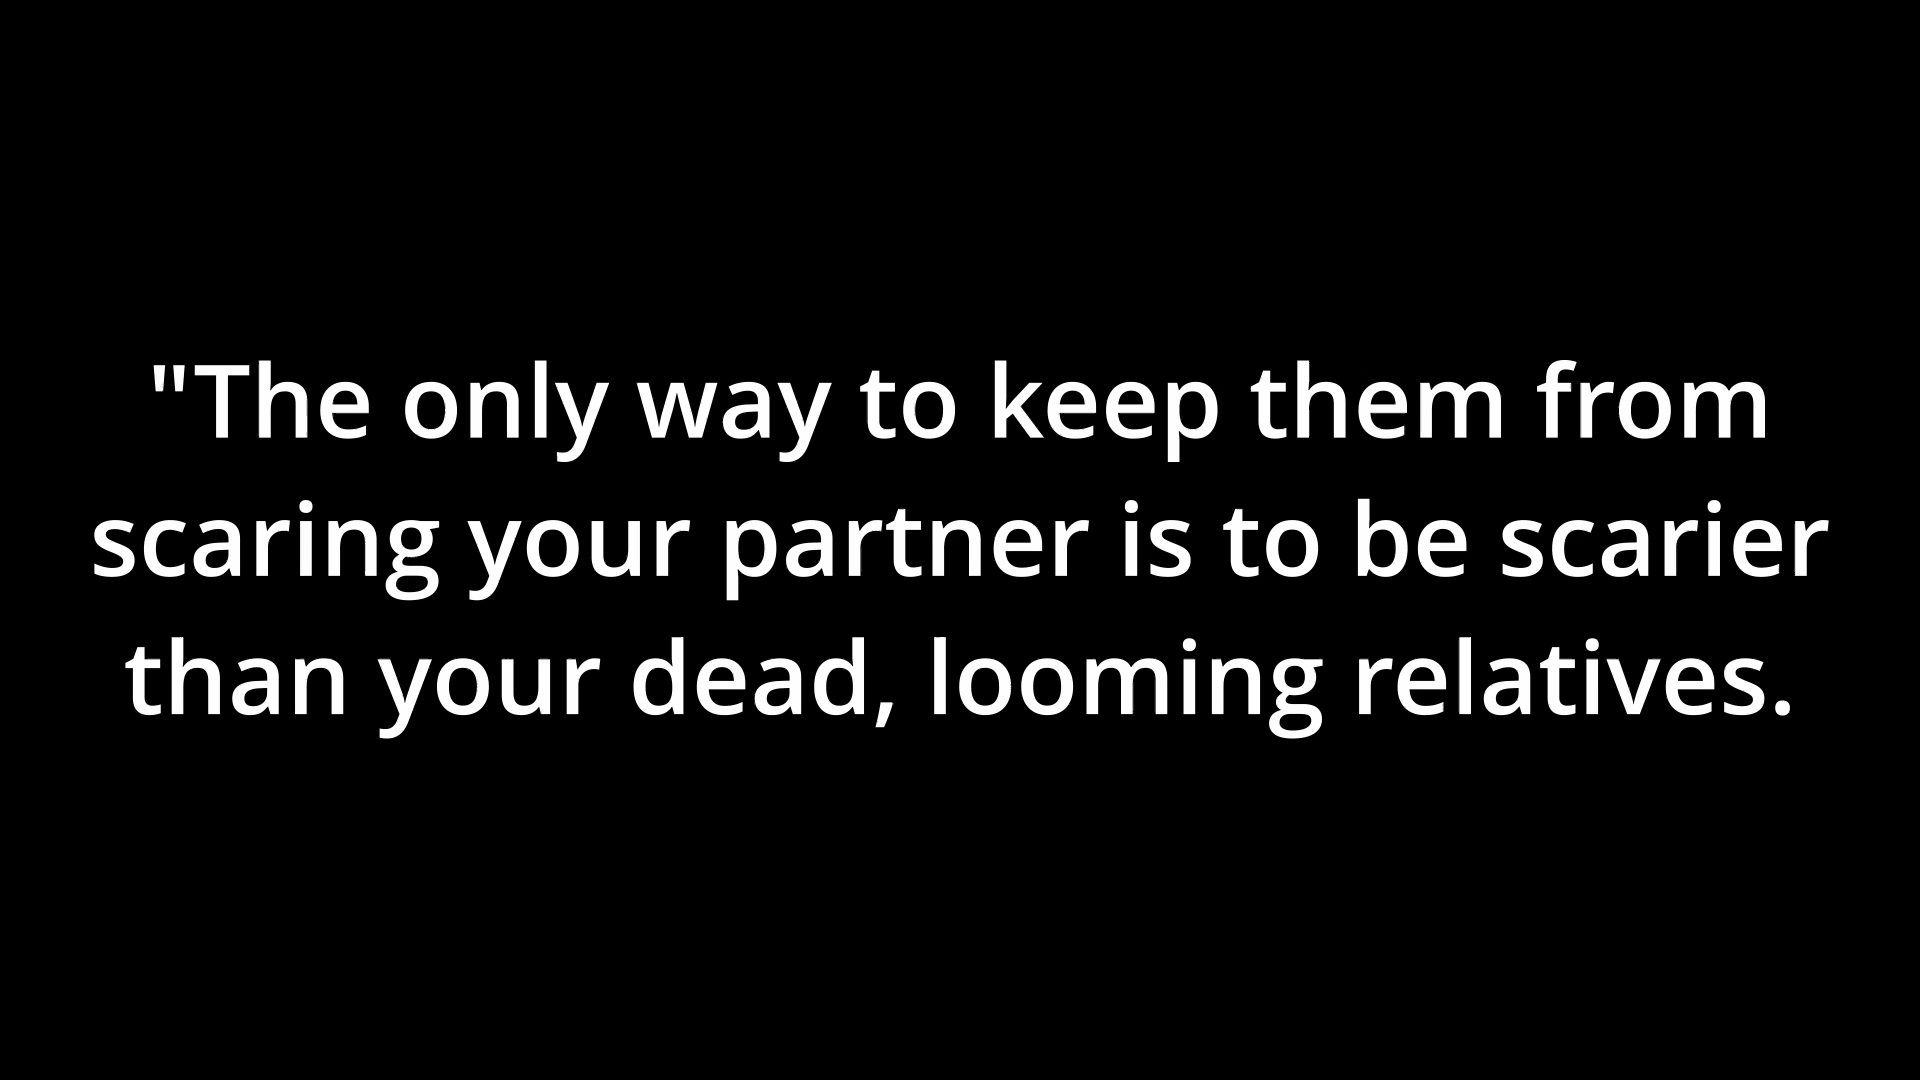 "The only way to keep them from
scaring your partner is to be scarier
than your dead, looming relatives.